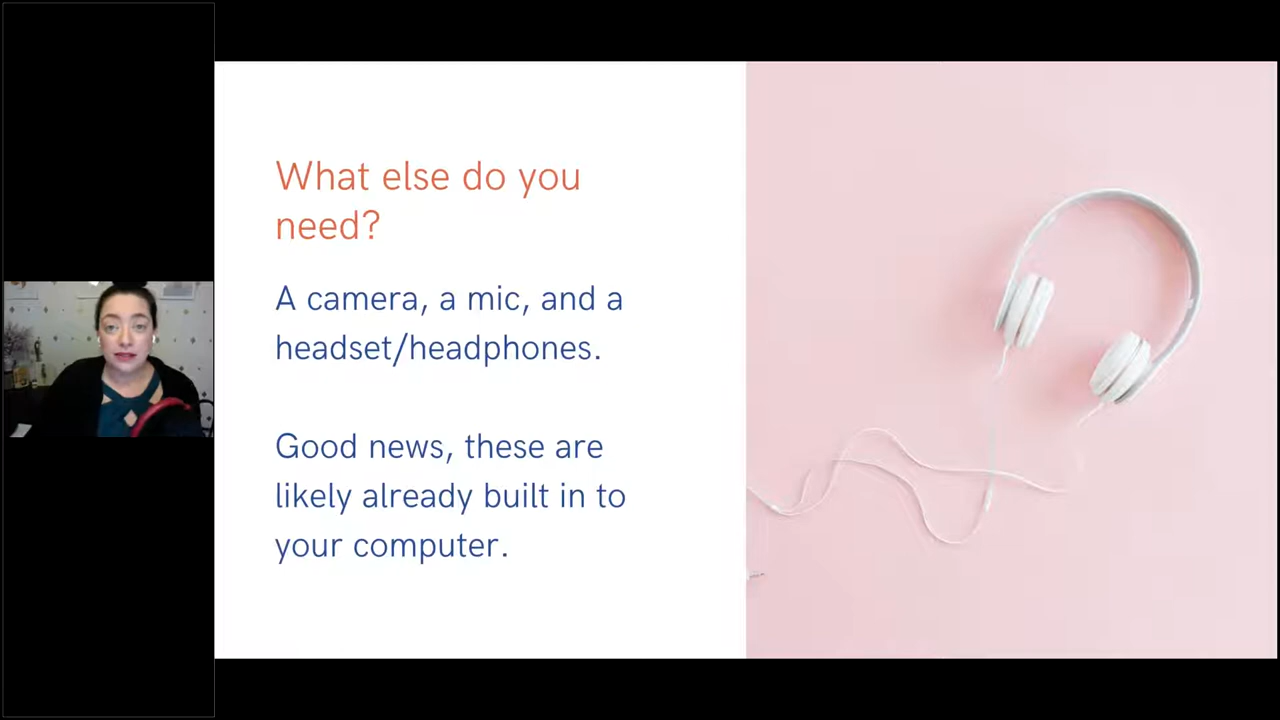 What else do you
need?
A camera, a mic, and a
headset/headphones.
Good news, these are
likely already built in to
your computer.